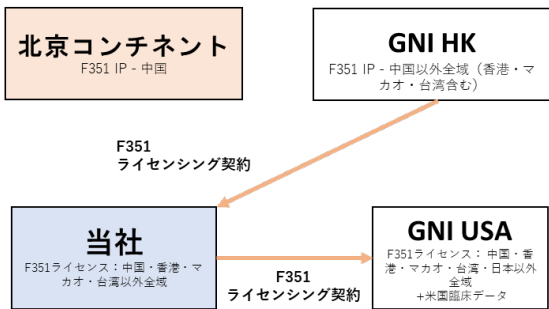 北京コンチネント
F351 IP - 中国
GNI HK
F351 IP - 中国以外全域（香港・マ
カオ・台湾含む）
F351
ライセンシング契約
当社
F351ライセンス：中国・香港・マ
カオ・台湾以外全域
F351
ライセンシング契約
GNI USA
F351ライセンス： 中国・香
港・マカオ・台湾・日本以外
全域
+米国臨床データ